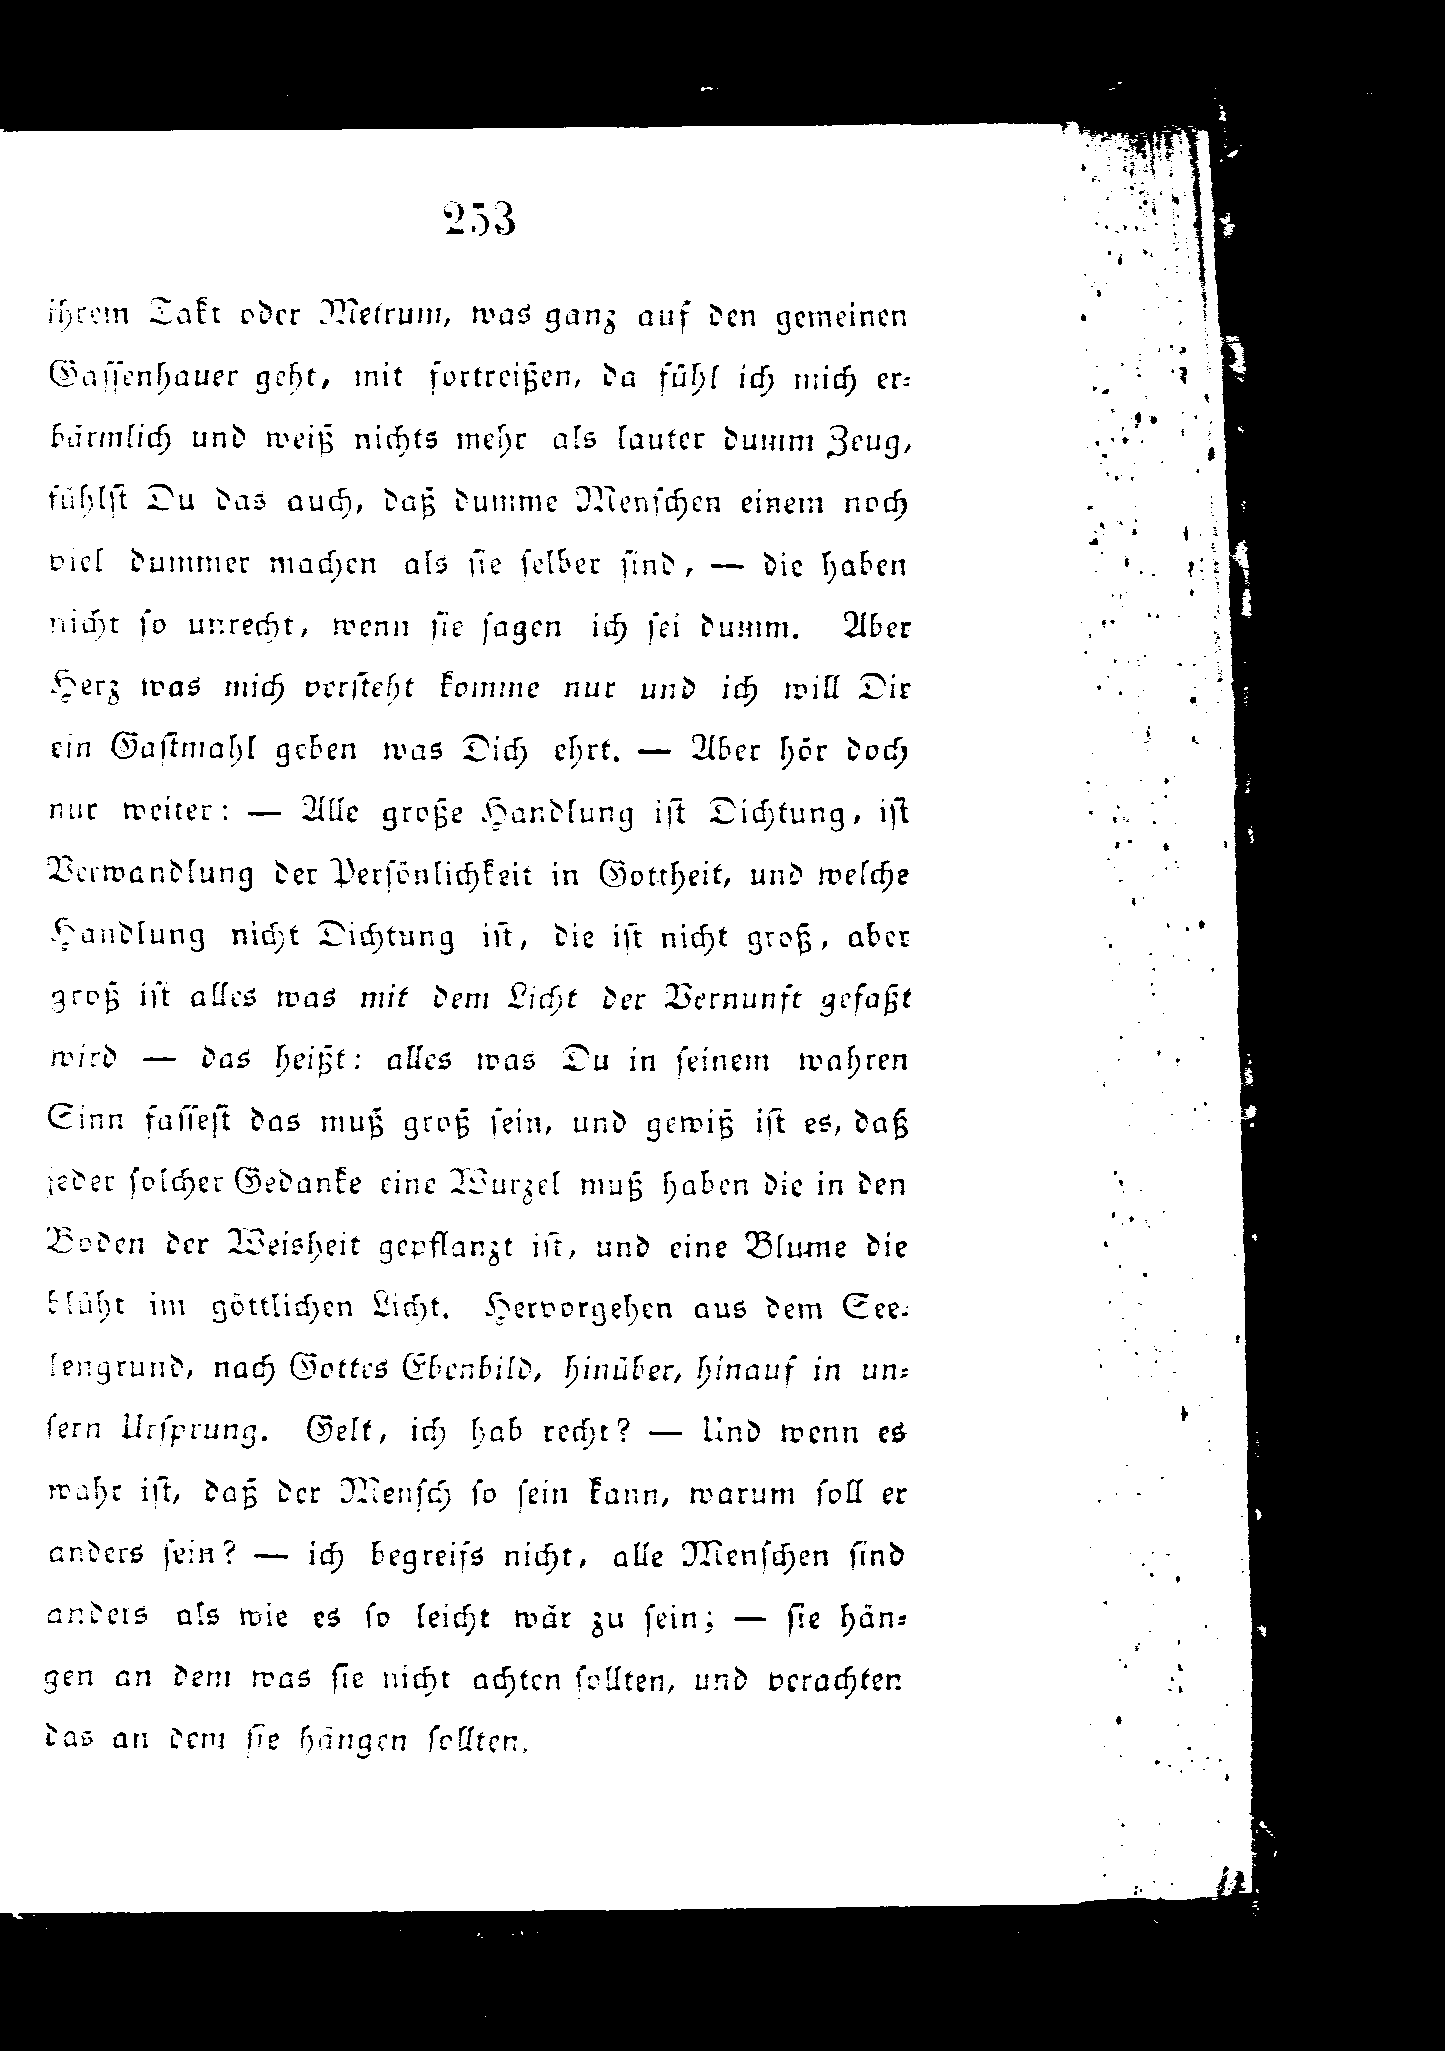 253
ihrem Takt oder Metrum, was ganz auf den gemeinen
Gassenhauer geht, mit fortreißen, da fühl ich mich er-
bärmlich und weiß nichts mehr als lauter dumm Zeug,
fühlst Du das auch, daß dumme Menschen einem noch
viel dummer machen als sie selber sind, — die haben
nicht so unrecht, wenn sie sagen ich sei dumm. Aber
Herz was mich versteht komme nur und ich will Dir
ein Gastmahl geben was Dich ehrt. — Aber hör doch
nur weiter: — Alle große Handlung ist Dichtung, ist
Verwandlung der Persönlichkeit in Gottheit, und welche
Handlung nicht Dichtung ist, die ist nicht groß, aber
groß ist alles was mit dem Licht der Vernunft gefaßt
wird — das heißt: alles was Du in seinem wahren
Sinn fassest das muß groß sein, und gewiß ist es, daß
jeder solcher Gedanke eine Wurzel muß haben die in den
Boden der Weisheit gepflanzt ist, und eine Blume die
blüht im göttlichen Licht. Hervorgehen aus dem See-
lengrund, nach Gottes Ebenbild, hinüber, hinauf in un-
sern Ursprung. Gelt, ich hab recht? — Und wenn es
wahr ist, daß der Mensch so sein kann, warum soll er
anders sein? — ich begreifs nicht, alle Menschen sind
anders als wie es so leicht wär zu sein; — sie hän-
gen an dem was sie nicht achten sollten, und verachten
das an dem sie hängen sollten.